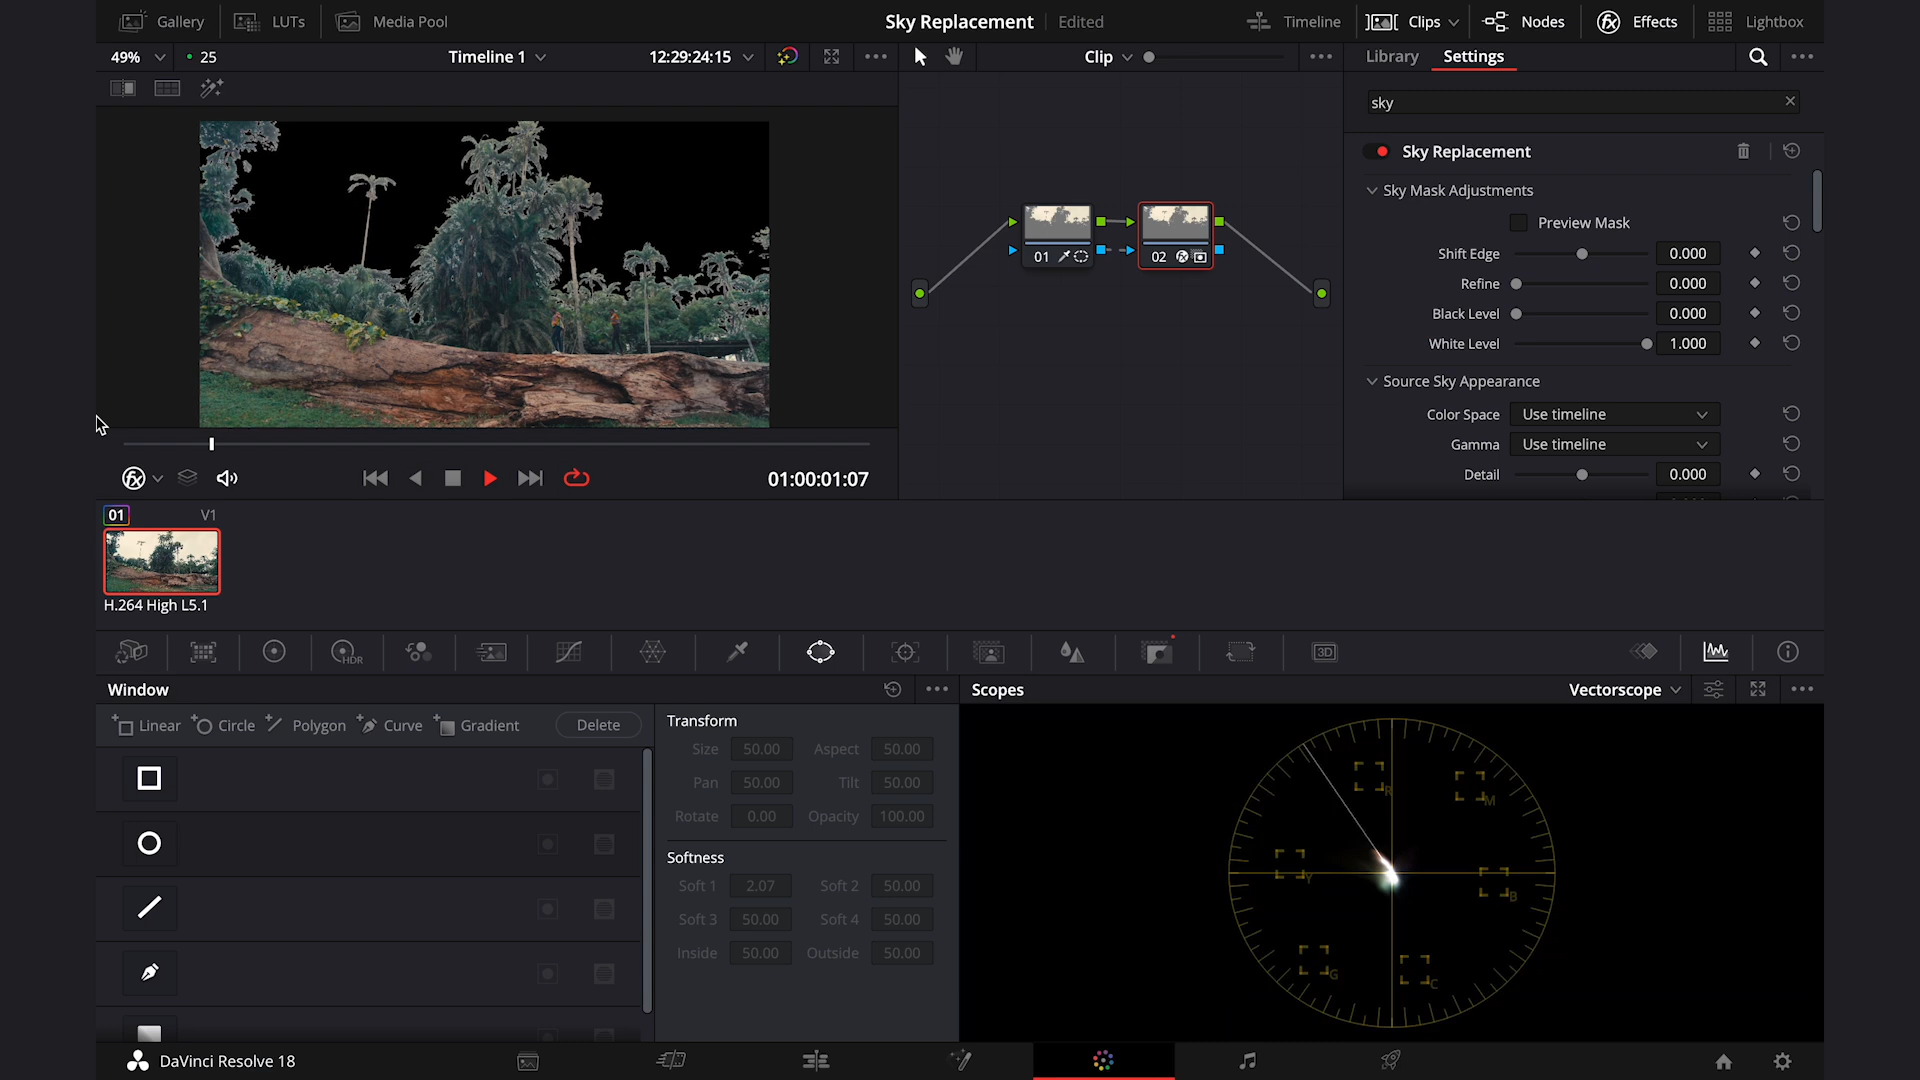 Gallery
LUTs
Media Pool
Sky Replacement
Edited
Timeline
Clips
Nodes
Effects
Lightbox
49%
25
Timeline 1
12:29:24:15
Clip
Library
Settings
sky
Sky Replacement
Sky Mask Adjustments
Preview Mask
Shift Edge 0.000
Refine 0.000
Black Level 0.000
White Level 1.000
Source Sky Appearance
Color Space Use timeline
Gamma Use timeline
Detail 0.000
01
02
01:00:01:07
01 V1
H.264 High L5.1
HDR
3D
Window
Scopes
Vectorscope
Linear
Circle
Polygon
Curve
Gradient
Delete
Transform
Size 50.00 Aspect 50.00
Pan 50.00 Tilt 50.00
Rotate 0.00 Opacity 100.00
Softness
Soft 1 2.07 Soft 2 50.00
Soft 3 50.00 Soft 4 50.00
Inside 50.00 Outside 50.00
R
M
Y
B
G
C
DaVinci Resolve 18